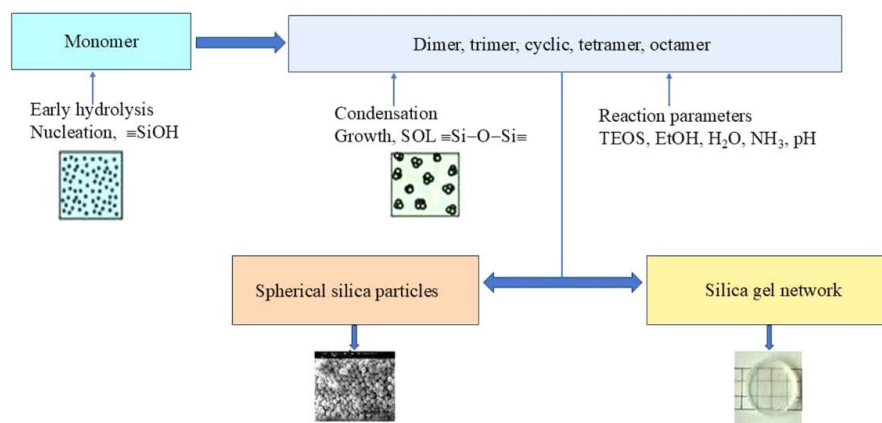 Monomer
Dimer, trimer, cyclic, tetramer, octamer
Early hydrolysis
Nucleation, ≡SiOH
Condensation
Growth, SOL ≡Si−O−Si≡
Reaction parameters
TEOS, EtOH, H₂O, NH₃, pH
Spherical silica particles
Silica gel network